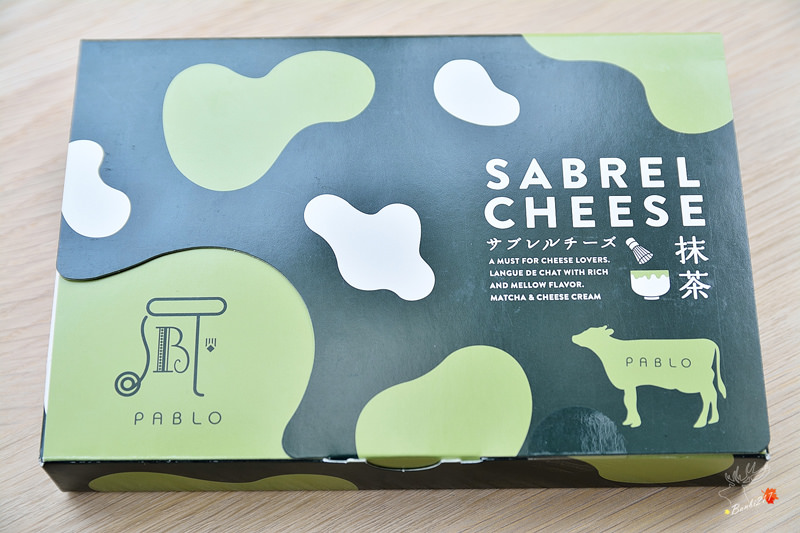 SABREL
CHEESE
サブレルチーズ
抹茶
A MUST FOR CHEESE LOVERS.
LANGUE DE CHAT WITH RICH
AND MELLOW FLAVOR.
MATCHA & CHEESE CREAM
PABLO
SBT
PABLO